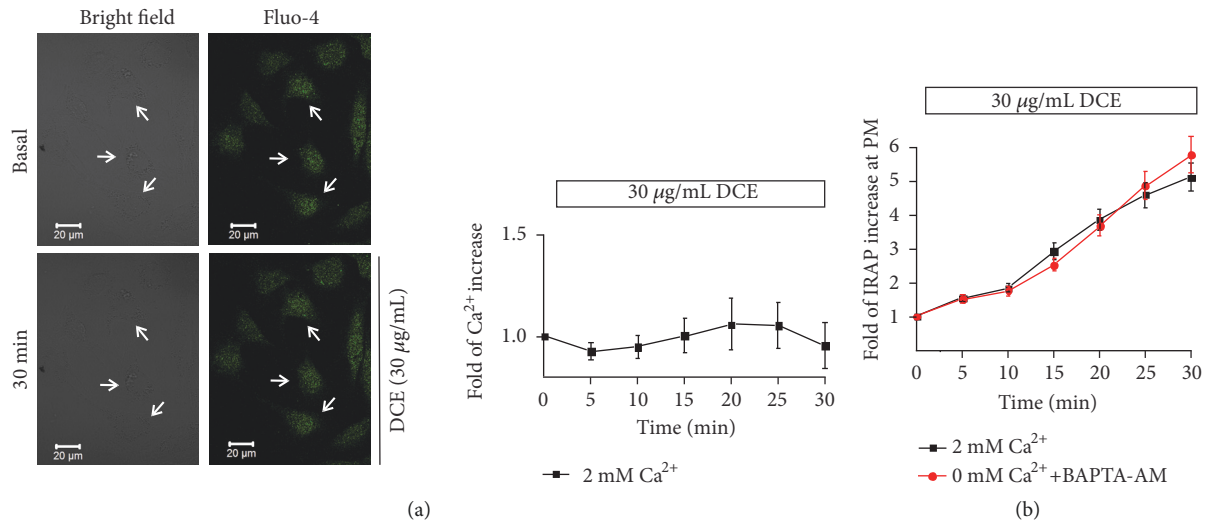 Bright field
Fluo-4
Basal
20 µm
20 µm
30 min
20 µm
20 µm
DCE (30 µg/mL)
30 µg/mL DCE
Fold of Ca²⁺ increase
1.5
1.0
0 5 10 15 20 25 30
Time (min)
2 mM Ca²⁺
(a)
30 µg/mL DCE
Fold of IRAP increase at PM
6
5
4
3
2
1
0 5 10 15 20 25 30
Time (min)
2 mM Ca²⁺
0 mM Ca²⁺ +BAPTA-AM
(b)